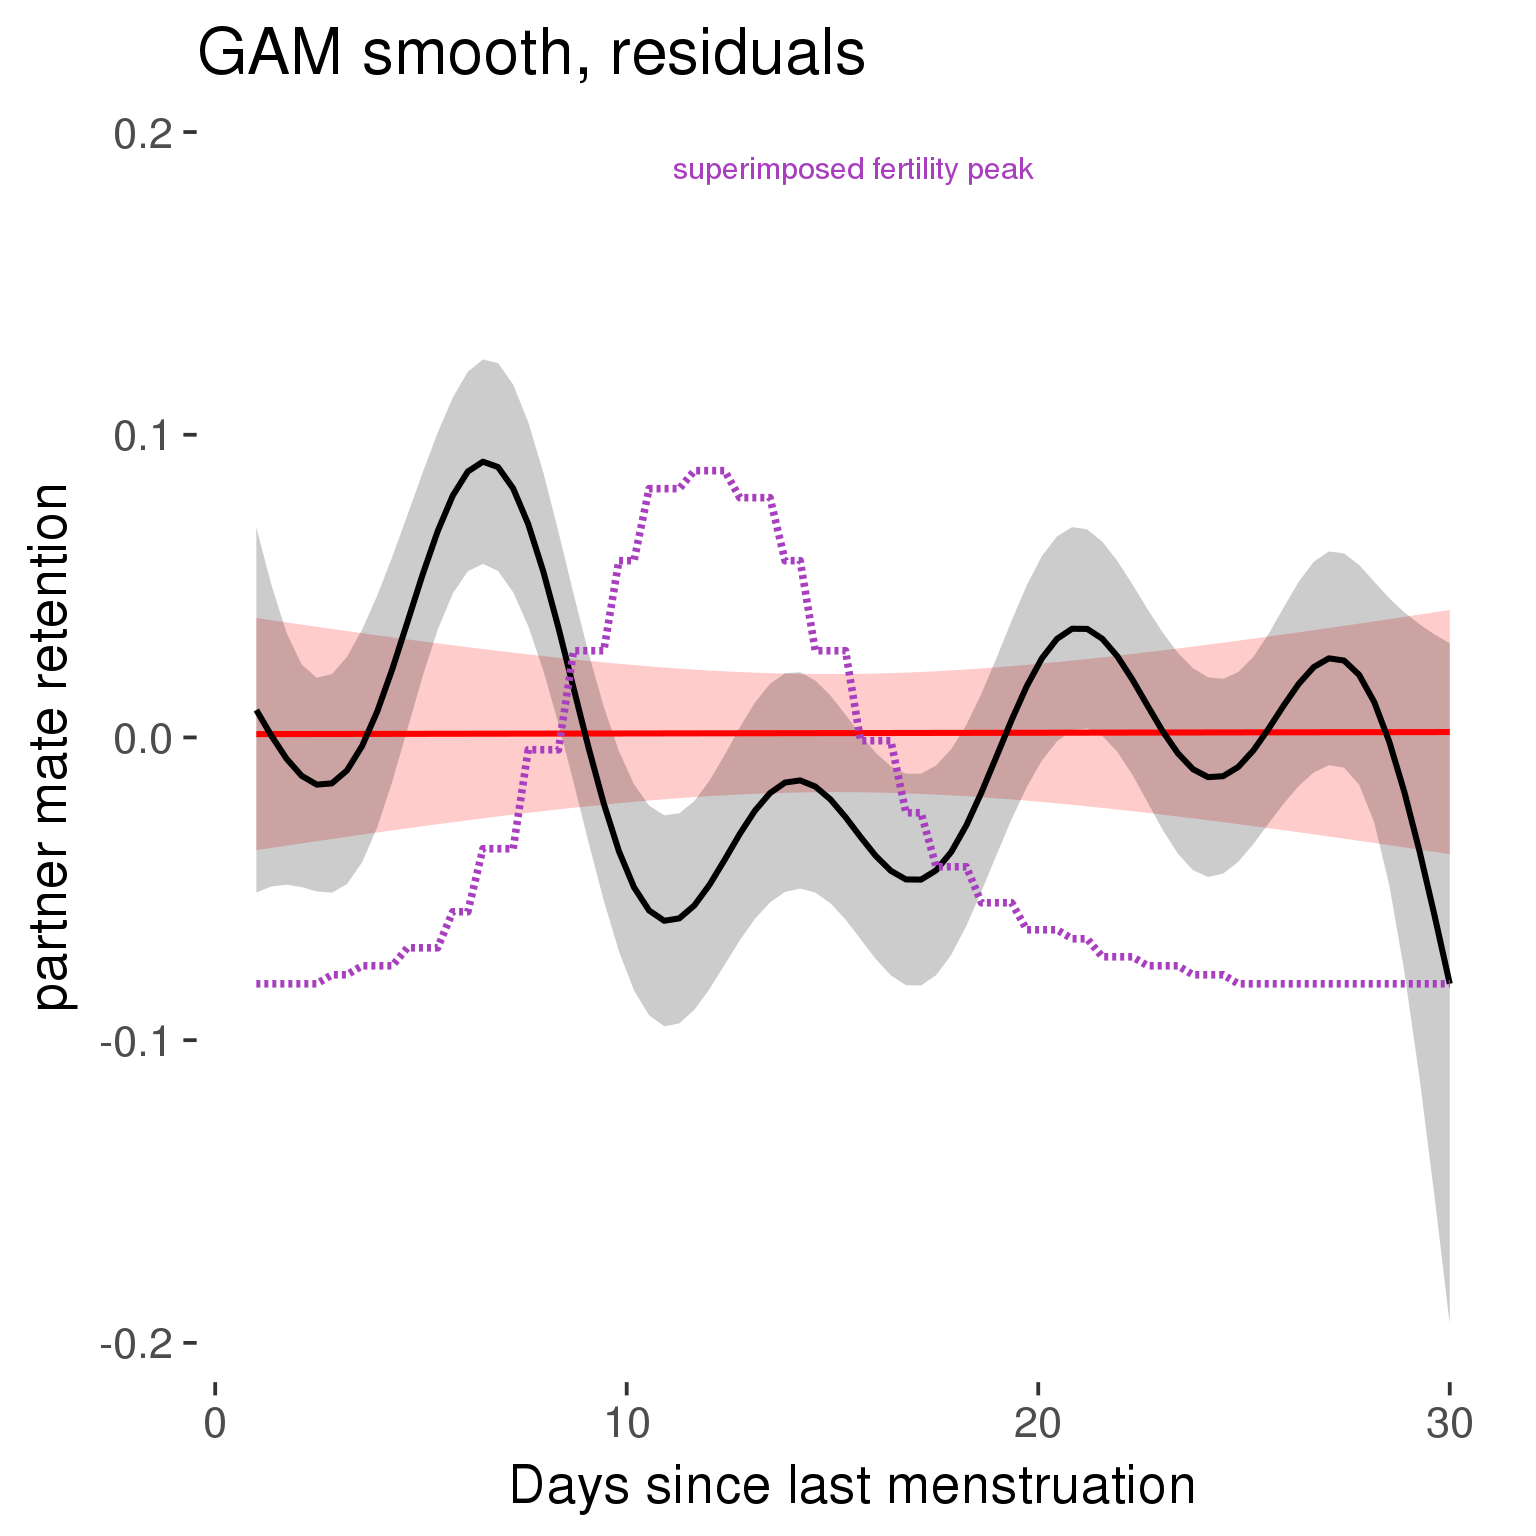 GAM smooth, residuals
superimposed fertility peak
partner mate retention
0.2
0.1
0.0
-0.1
-0.2
0 10 20 30
Days since last menstruation